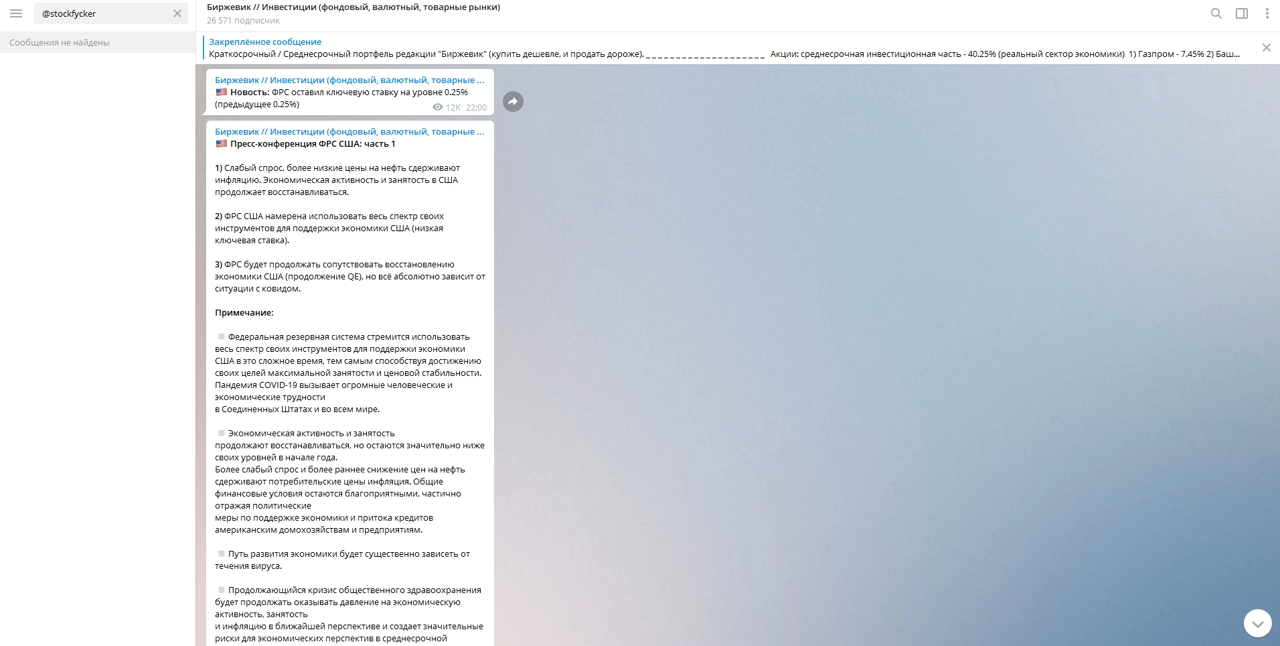 @stockfycker
Сообщения не найдены
Биржевик // Инвестиции (фондовый, валютный, товарные рынки)
26 571 подписчик
Закреплённое сообщение
Краткосрочный / Среднесрочный портфель редакции "Биржевик" (купить дешевле, и продать дороже). _ _ _ _ _ _ _ _ _ _ _ _ _ _ _ _ _ _ _ _ Акции: среднесрочная инвестиционная часть - 40.25% (реальный сектор экономики) 1) Газпром - 7.45% 2) Баш...
Биржевик // Инвестиции (фондовый, валютный, товарные ...
Новость: ФРС оставил ключевую ставку на уровне 0.25%
(предыдущее 0.25%)
12K 22:00
Биржевик // Инвестиции (фондовый, валютный, товарные ...
Пресс-конференция ФРС США: часть 1
1) Слабый спрос, более низкие цены на нефть сдерживают
инфляцию. Экономическая активность и занятость в США
продолжает восстанавливаться.
2) ФРС США намерена использовать весь спектр своих
инструментов для поддержки экономики США (низкая
ключевая ставка).
3) ФРС будет продолжать сопутствовать восстановлению
экономики США (продолжение QE), но всё абсолютно зависит от
ситуации с ковидом.
Примечание:
Федеральная резервная система стремится использовать
весь спектр своих инструментов для поддержки экономики
США в это сложное время, тем самым способствуя достижению
своих целей максимальной занятости и ценовой стабильности.
Пандемия COVID-19 вызывает огромные человеческие и
экономические трудности
в Соединенных Штатах и во всем мире.
Экономическая активность и занятость
продолжают восстанавливаться, но остаются значительно ниже
своих уровней в начале года.
Более слабый спрос и более раннее снижение цен на нефть
сдерживают потребительские цены инфляция. Общие
финансовые условия остаются благоприятными, частично
отражая политические
меры по поддержке экономики и притока кредитов
американским домохозяйствам и предприятиям.
Путь развития экономики будет существенно зависеть от
течения вируса.
Продолжающийся кризис общественного здравоохранения
будет продолжать оказывать давление на экономическую
активность, занятость
и инфляцию в ближайшей перспективе и создает значительные
риски для экономических перспектив в среднесрочной